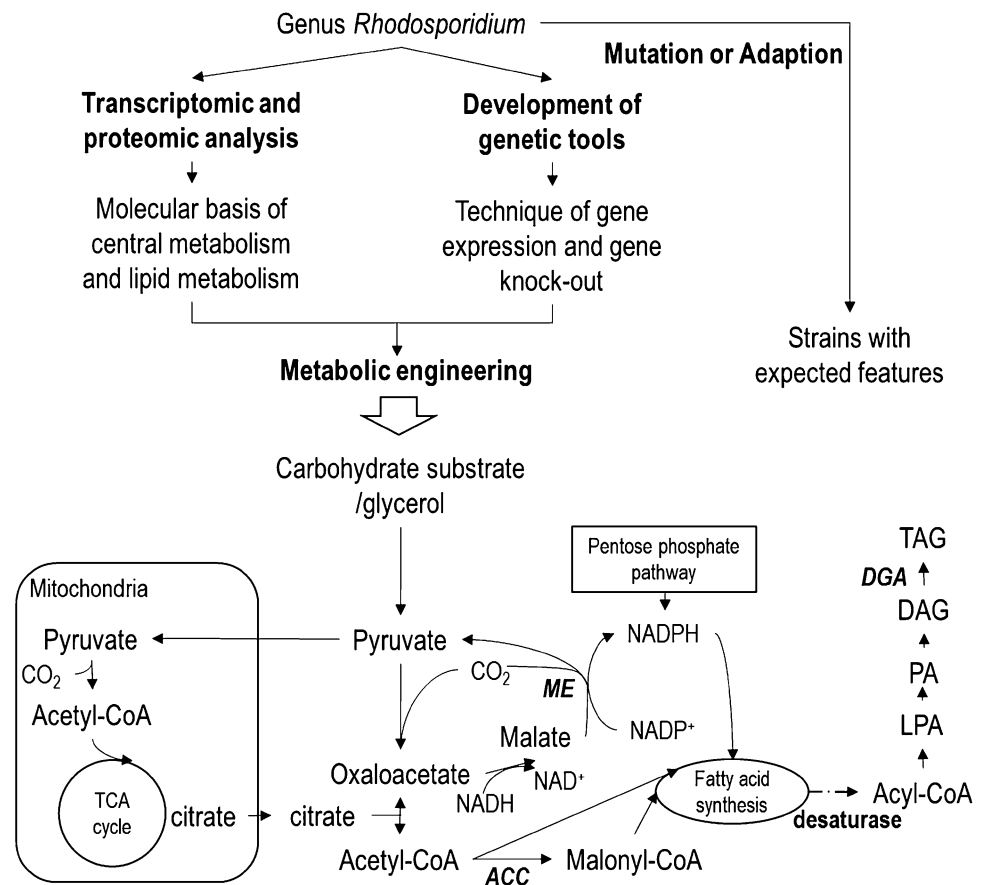 Genus Rhodosporidium
Mutation or Adaption
Transcriptomic and
proteomic analysis
Development of
genetic tools
Molecular basis of
central metabolism
and lipid metabolism
Technique of gene
expression and gene
knock-out
Strains with
expected features
Metabolic engineering
Carbohydrate substrate
/glycerol
Pentose phosphate
pathway
TAG
DGA
DAG
PA
LPA
Acyl-CoA
Mitochondria
Pyruvate
CO₂
Acetyl-CoA
TCA
cycle
citrate
citrate
Pyruvate
CO₂
ME
NADPH
NADP⁺
Malate
Oxaloacetate
NADH
NAD⁺
Fatty acid
synthesis
desaturase
Acetyl-CoA
ACC
Malonyl-CoA